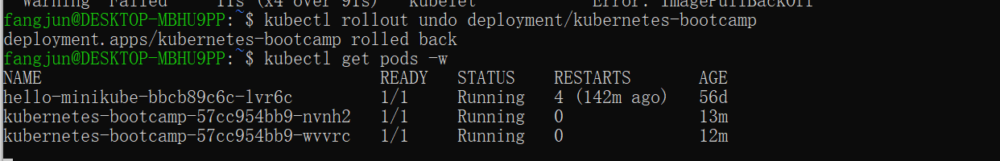 Warning  Failed     11s (x4 over 91s)   kubelet            Error: ImagePullBackOff
fangjun@DESKTOP-MBHU9PP:~$ kubectl rollout undo deployment/kubernetes-bootcamp
deployment.apps/kubernetes-bootcamp rolled back
fangjun@DESKTOP-MBHU9PP:~$ kubectl get pods -w
NAME                                   READY   STATUS    RESTARTS       AGE
hello-minikube-bbcb89c6c-lvr6c         1/1     Running   4 (142m ago)   56d
kubernetes-bootcamp-57cc954bb9-nvnh2   1/1     Running   0              13m
kubernetes-bootcamp-57cc954bb9-wvvrc   1/1     Running   0              12m